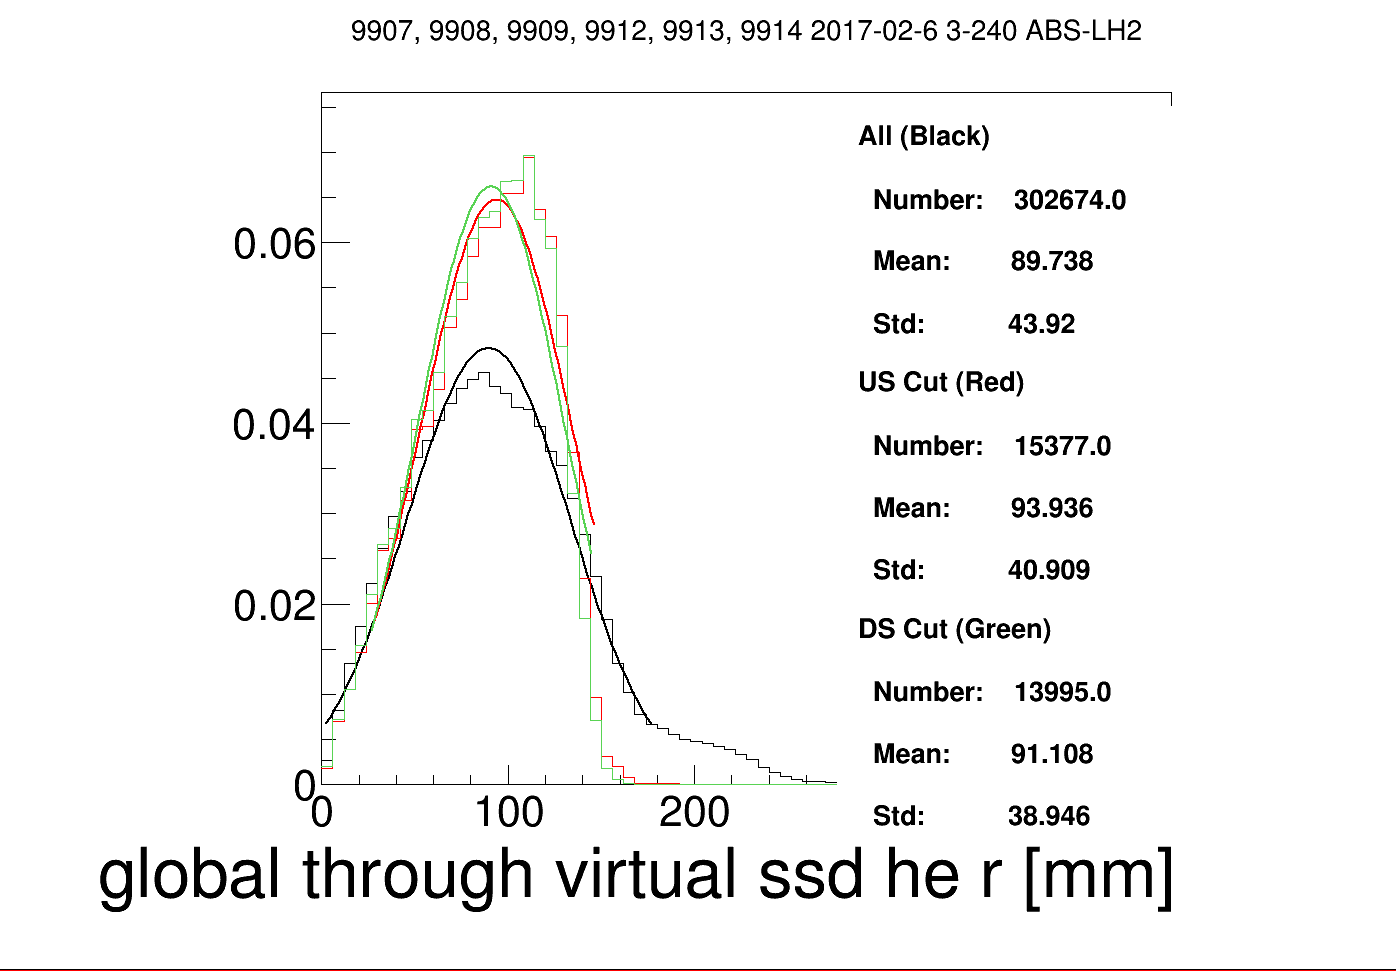 9907, 9908, 9909, 9912, 9913, 9914 2017-02-6 3-240 ABS-LH2
All (Black)
Number: 302674.0
Mean: 89.738
Std: 43.92
US Cut (Red)
Number: 15377.0
Mean: 93.936
Std: 40.909
DS Cut (Green)
Number: 13995.0
Mean: 91.108
Std: 38.946
0.06
0.04
0.02
0
0 100 200
global through virtual ssd he r [mm]